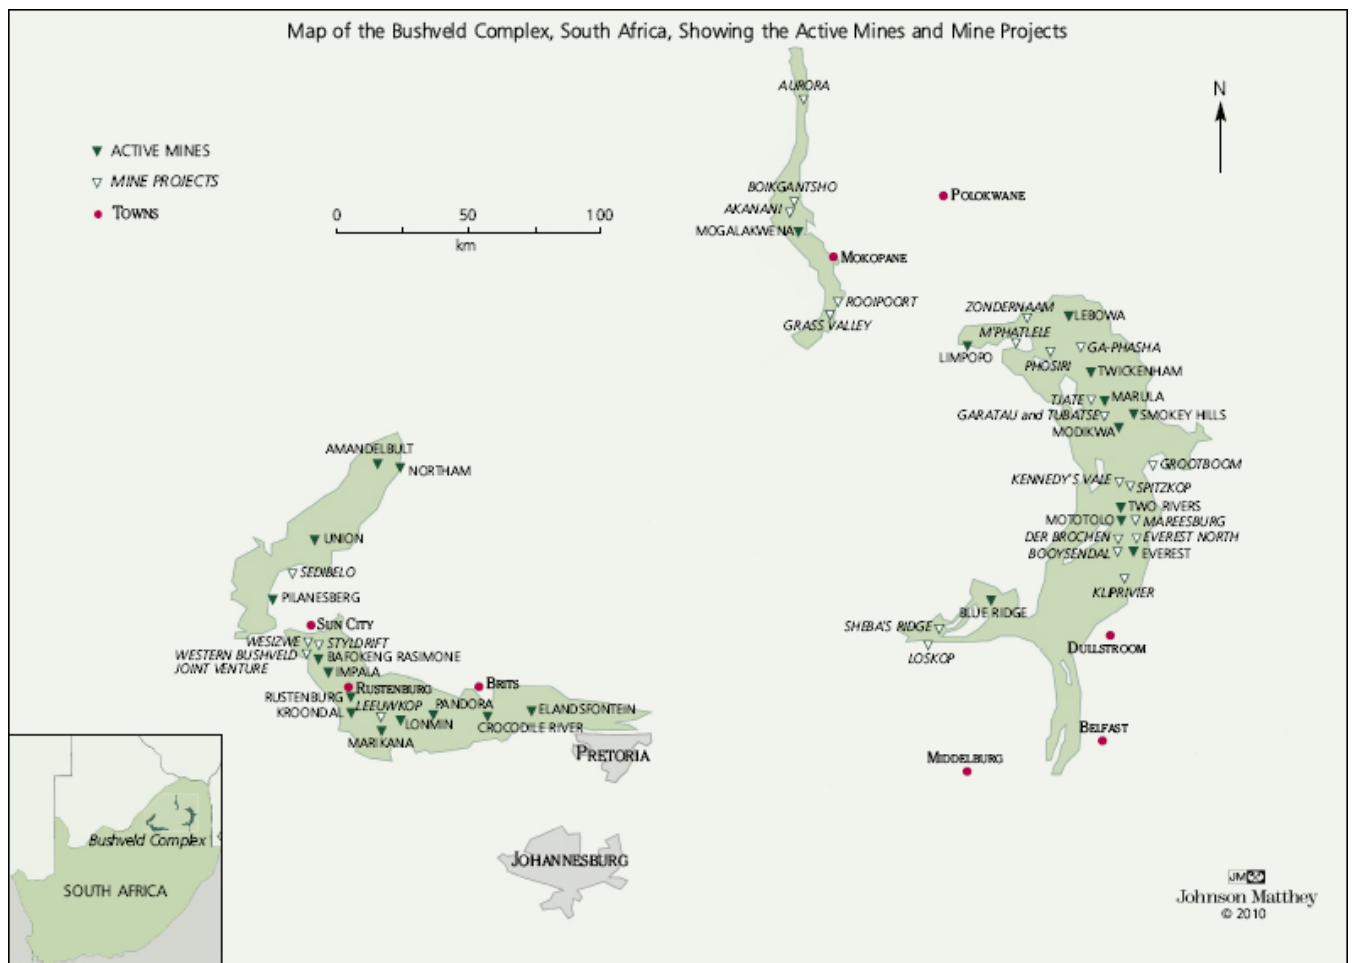 Map of the Bushveld Complex, South Africa, Showing the Active Mines and Mine Projects
ACTIVE MINES
MINE PROJECTS
TOWNS
0 50 100
km
N
AURORA
BOIKGANTSHO
AKANANI
MOGALAKWENA
POLOKWANE
MOKOPANE
ROOIPOORT
GRASS VALLEY
ZONDERNAAM
LEBOWA
M'PHATLELE
LIMPOPO
GA-PHASHA
PHOSIRI
TWICKENHAM
TJATE
MARULA
GARATAU and TUBATSE
SMOKEY HILLS
MODIKWA
GROOTBOOM
KENNEDY'S VALE
SPITZKOP
TWO RIVERS
MOTOTOLO
MAREESBURG
DER BROCHEN
EVEREST NORTH
BOOYSENDAL
EVEREST
KLIPRIVIER
BLUE RIDGE
SHEBA'S RIDGE
LOSKOP
DULLSTROOM
BELFAST
MIDDELBURG
AMANDELBULT
NORTHAM
UNION
SEDIBELO
PILANESBERG
SUN CITY
WESIZWE
STYLDRIFT
WESTERN BUSHVELD
JOINT VENTURE
BAFOKENG RASIMONE
IMPALA
RUSTENBURG
RUSTENBURG
BRITS
LEEUWKOP
KROONDAL
PANDORA
LONMIN
ELANDSFONTEIN
CROCODILE RIVER
MARIKANA
PRETORIA
JOHANNESBURG
Bushveld Complex
SOUTH AFRICA
JM
Johnson Matthey
© 2010